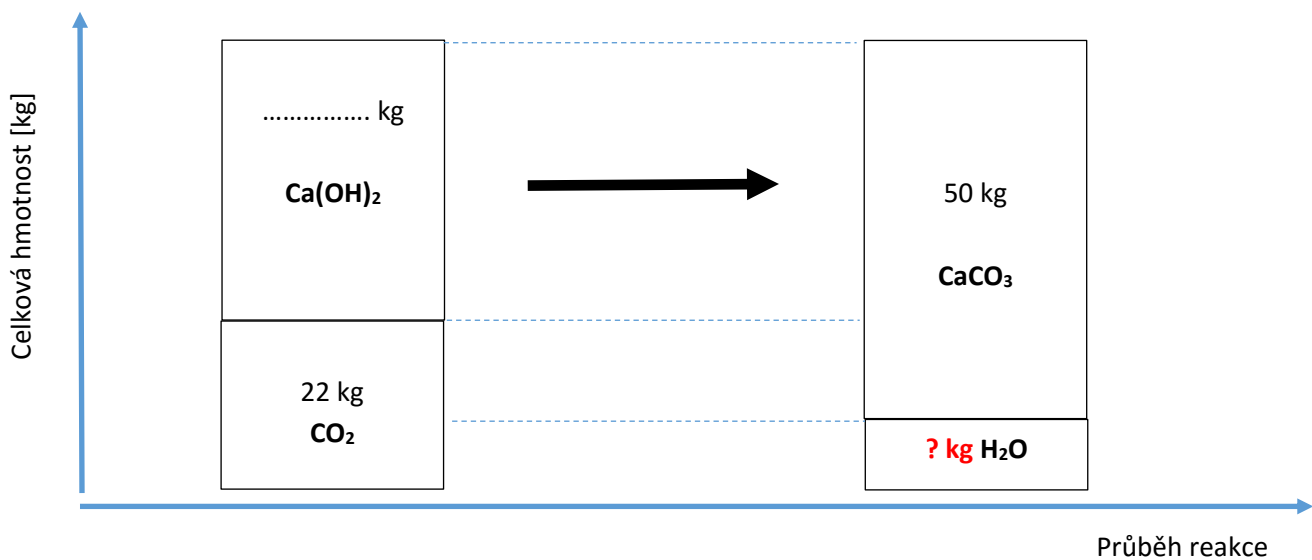 Celková hmotnost [kg]
................ kg
Ca(OH)₂
22 kg
CO₂
50 kg
CaCO₃
? kg H₂O
Průběh reakce